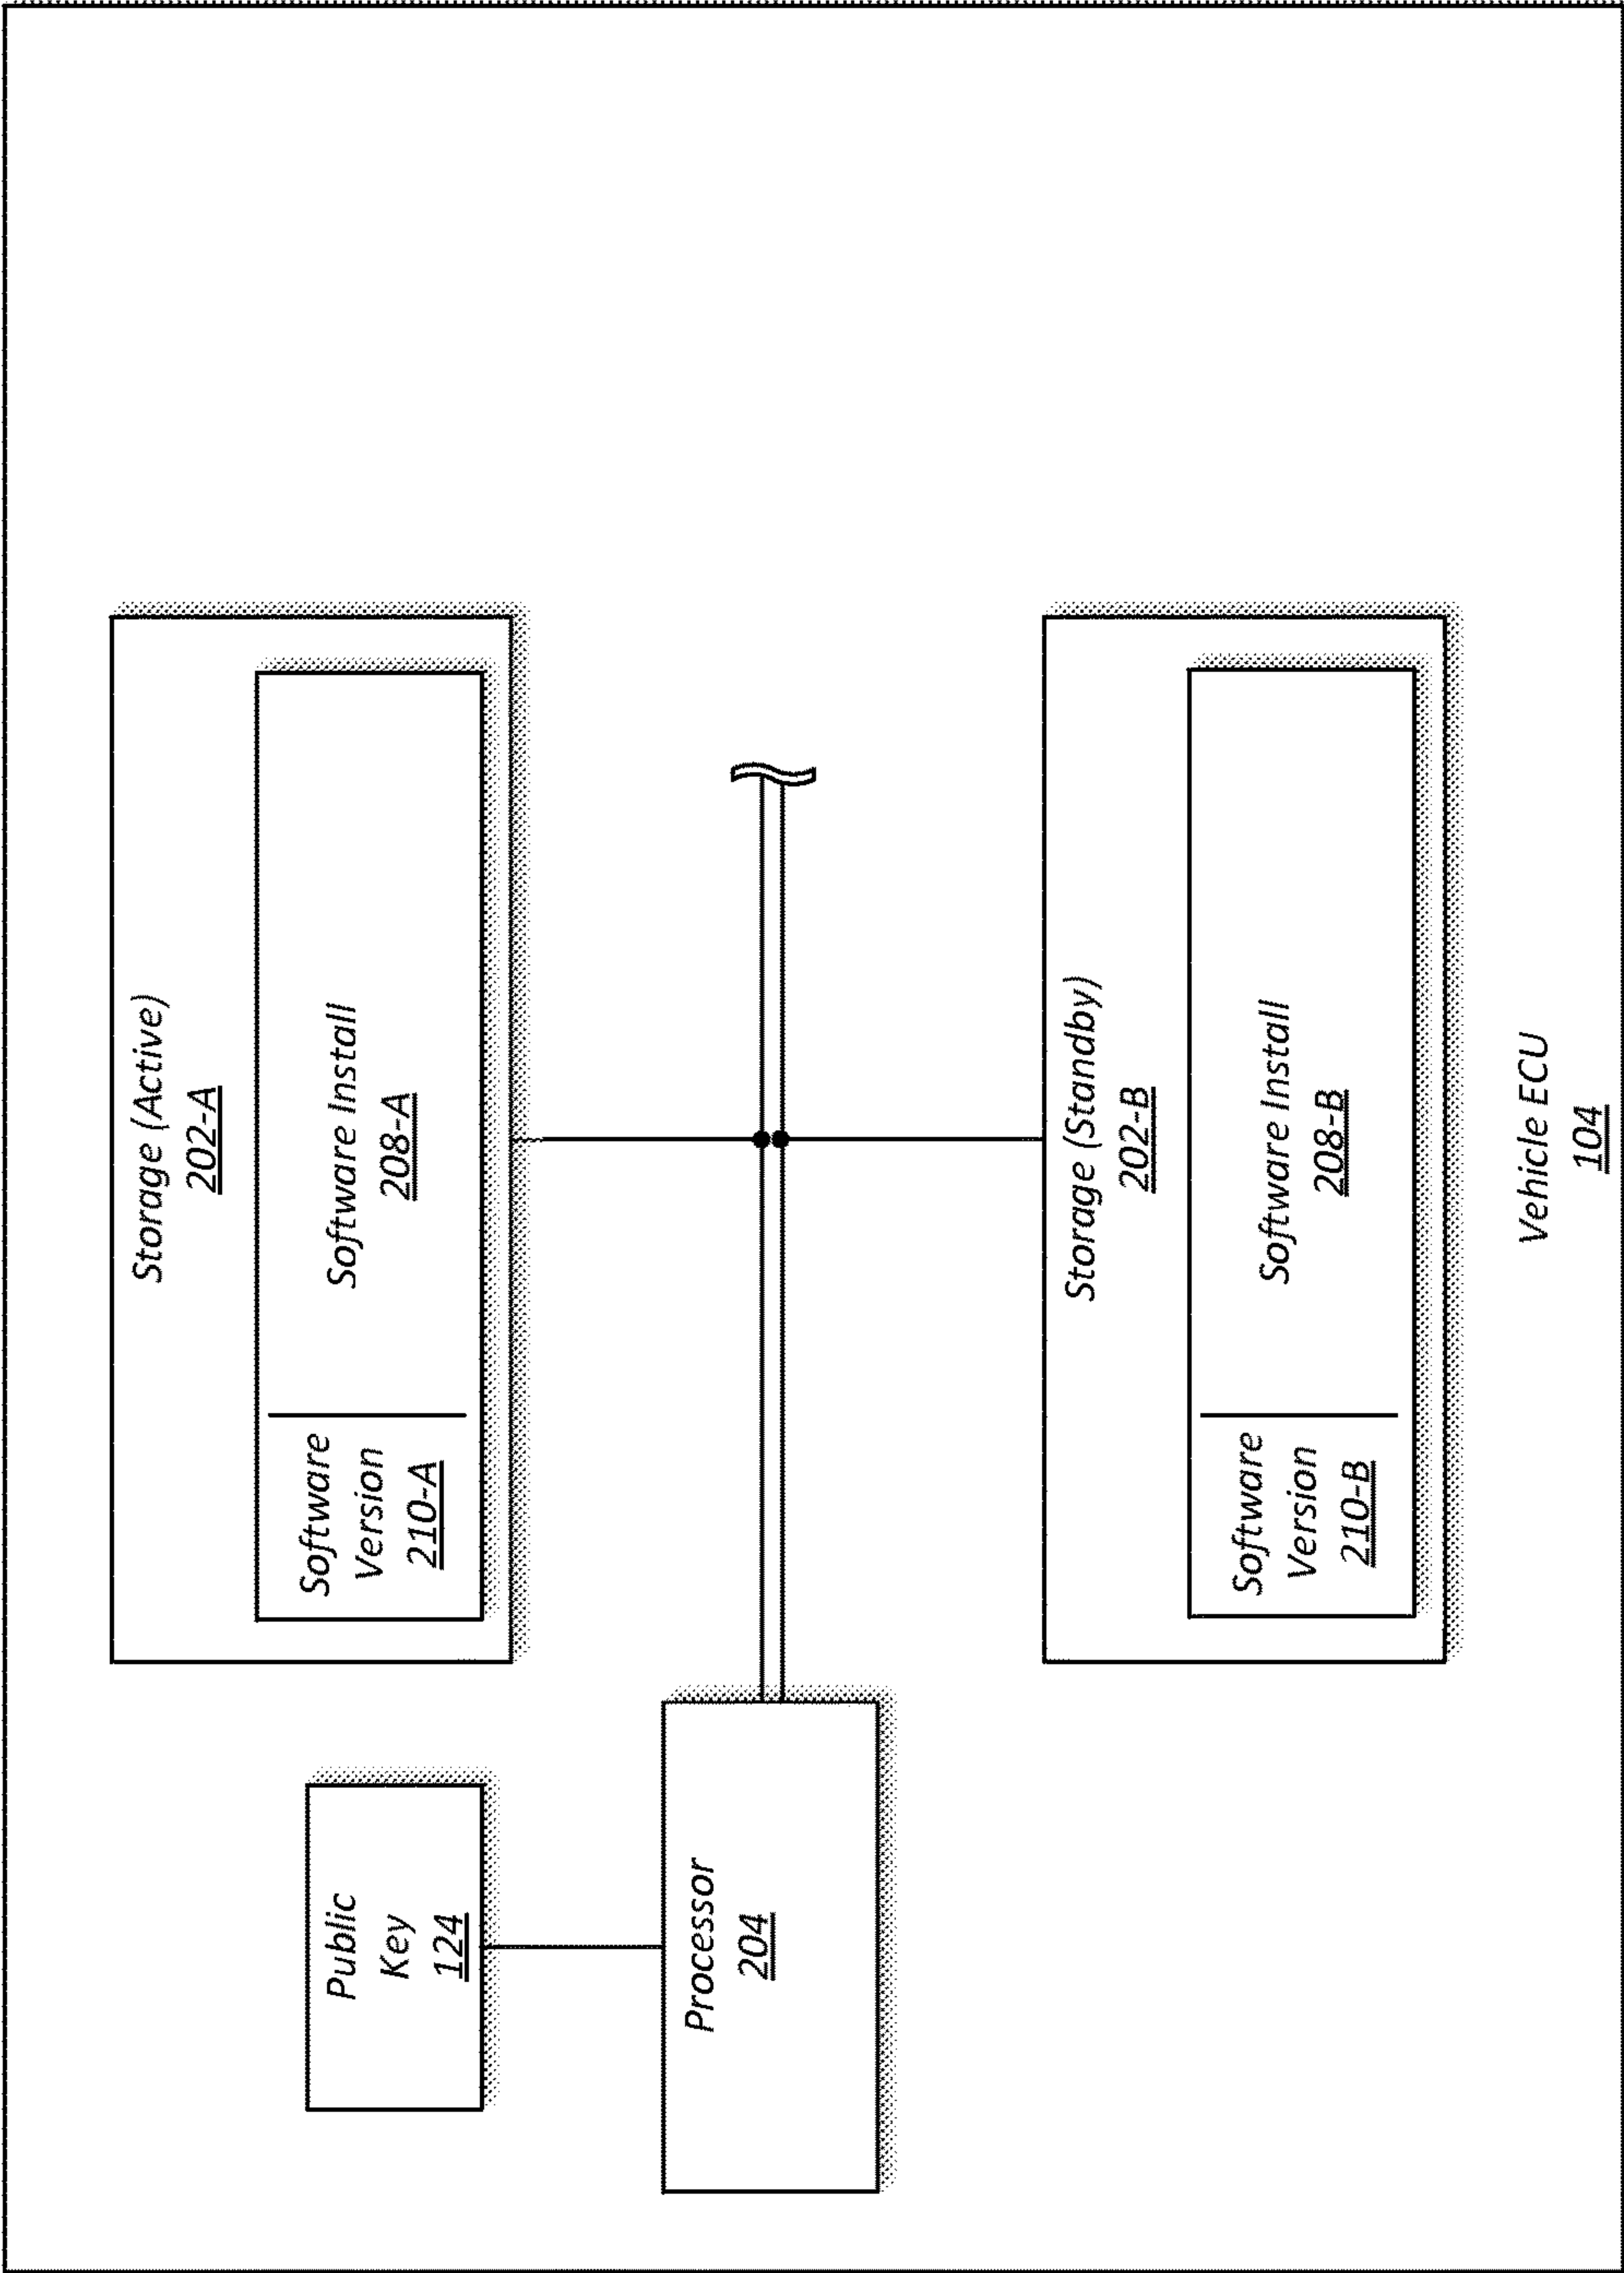 Storage (Active)
202-A
Software
Version
210-A
Software Install
208-A
Public
Key
124
Processor
204
Storage (Standby)
202-B
Software
Version
210-B
Software Install
208-B
Vehicle ECU
104